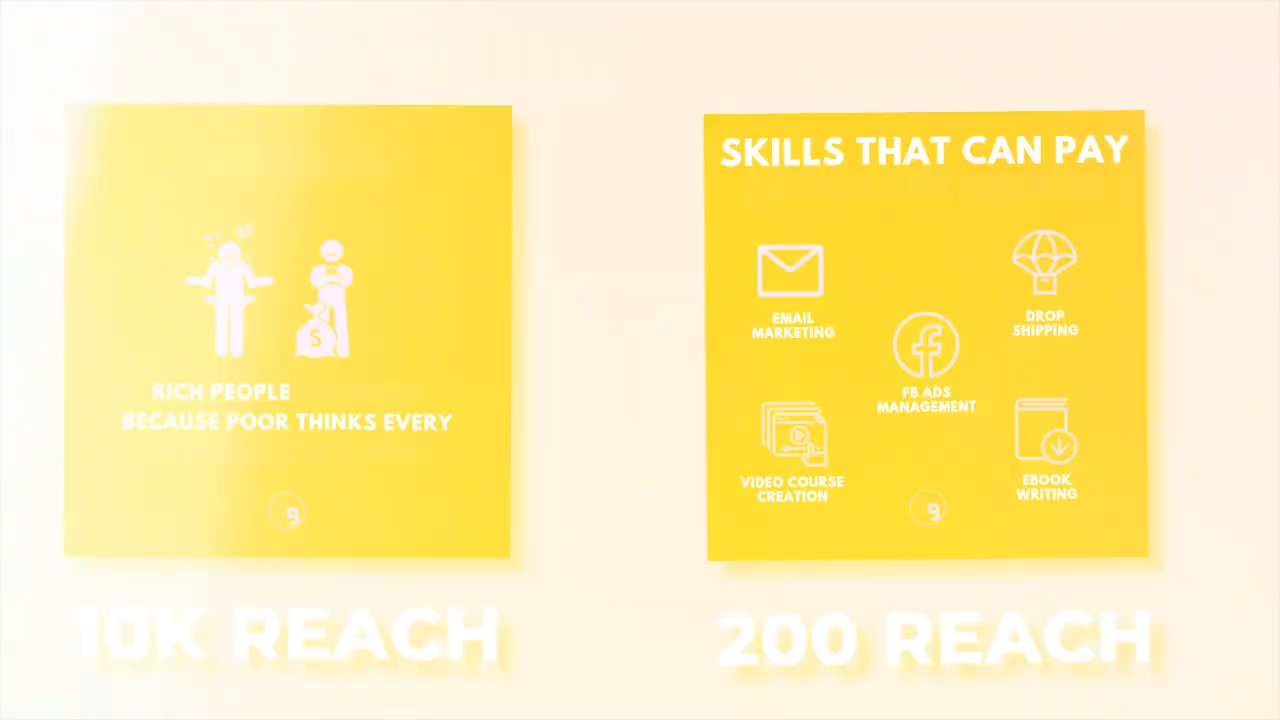 RICH PEOPLE
BECAUSE POOR THINKS EVERY
10K REACH
SKILLS THAT CAN PAY
EMAIL
MARKETING
DROP
SHIPPING
FB ADS
MANAGEMENT
VIDEO COURSE
CREATION
EBOOK
WRITING
200 REACH